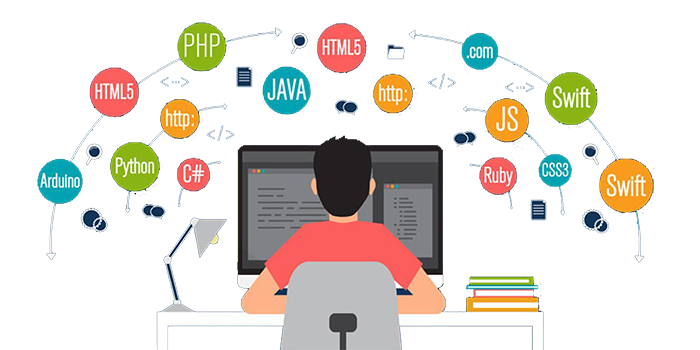 PHP
HTML5
.com
HTML5
JAVA
http:
Swift
http:
JS
Arduino
Python
C#
Ruby
CSS3
Swift